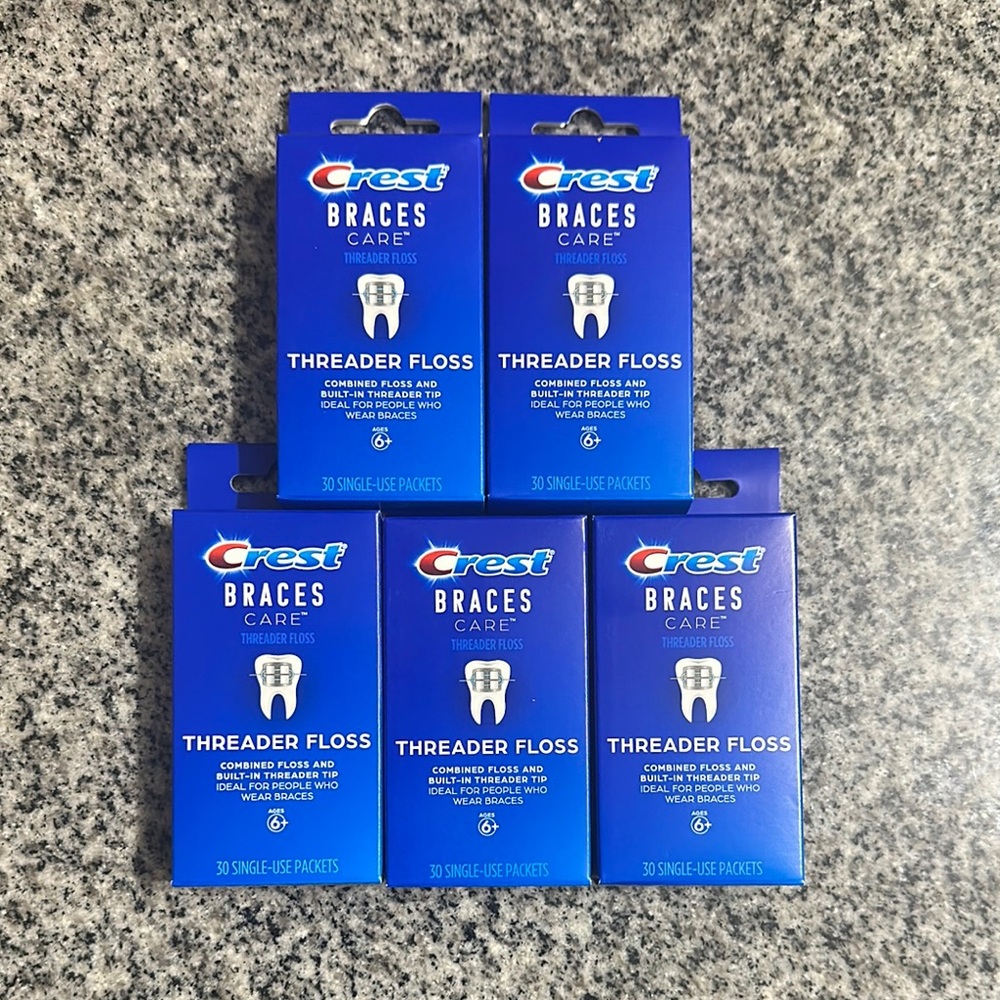 Crest
BRACES
CARE™
THREADER FLOSS
THREADER FLOSS
COMBINED FLOSS AND
BUILT-IN THREADER TIP
IDEAL FOR PEOPLE WHO
WEAR BRACES
AGES
6+
30 SINGLE-USE PACKETS
Crest
BRACES
CARE™
THREADER FLOSS
THREADER FLOSS
COMBINED FLOSS AND
BUILT-IN THREADER TIP
IDEAL FOR PEOPLE WHO
WEAR BRACES
AGES
6+
30 SINGLE-USE PACKETS
Crest
BRACES
CARE™
THREADER FLOSS
THREADER FLOSS
COMBINED FLOSS AND
BUILT-IN THREADER TIP
IDEAL FOR PEOPLE WHO
WEAR BRACES
AGES
6+
30 SINGLE-USE PACKETS
Crest
BRACES
CARE™
THREADER FLOSS
THREADER FLOSS
COMBINED FLOSS AND
BUILT-IN THREADER TIP
IDEAL FOR PEOPLE WHO
WEAR BRACES
AGES
6+
30 SINGLE-USE PACKETS
Crest
BRACES
CARE™
THREADER FLOSS
THREADER FLOSS
COMBINED FLOSS AND
BUILT-IN THREADER TIP
IDEAL FOR PEOPLE WHO
WEAR BRACES
AGES
6+
30 SINGLE-USE PACKETS